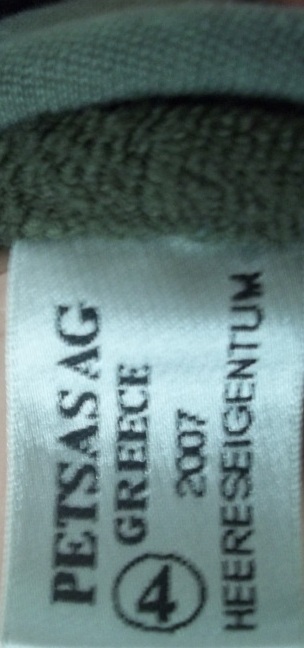 PETSAS AG
GREECE
4
2007
HEERESEIGENTUM